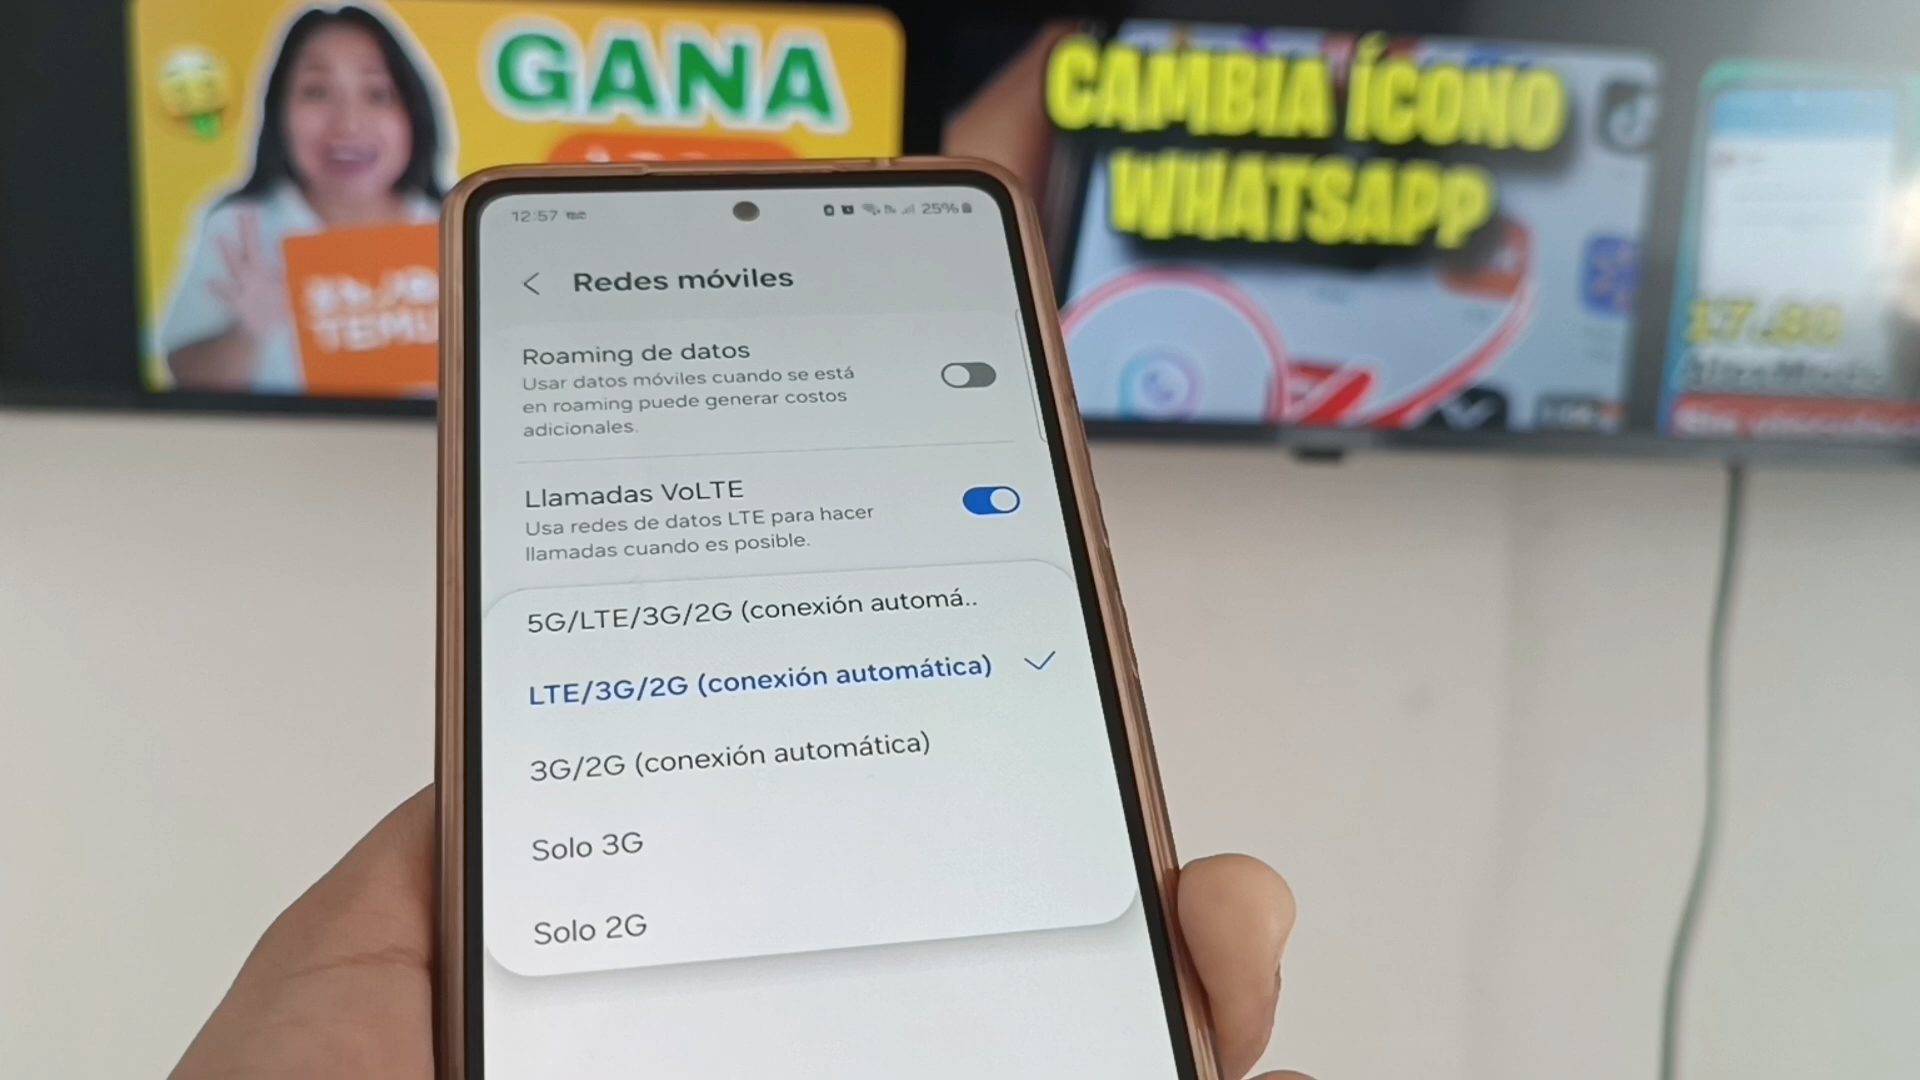 GANA
TEMU
CAMBIA ÍCONO
WHATSAPP
12:57
25%
Redes móviles
Roaming de datos
Usar datos móviles cuando se está
en roaming puede generar costos
adicionales.
Llamadas VoLTE
Usa redes de datos LTE para hacer
llamadas cuando es posible.
5G/LTE/3G/2G (conexión automá..
LTE/3G/2G (conexión automática)
3G/2G (conexión automática)
Solo 3G
Solo 2G